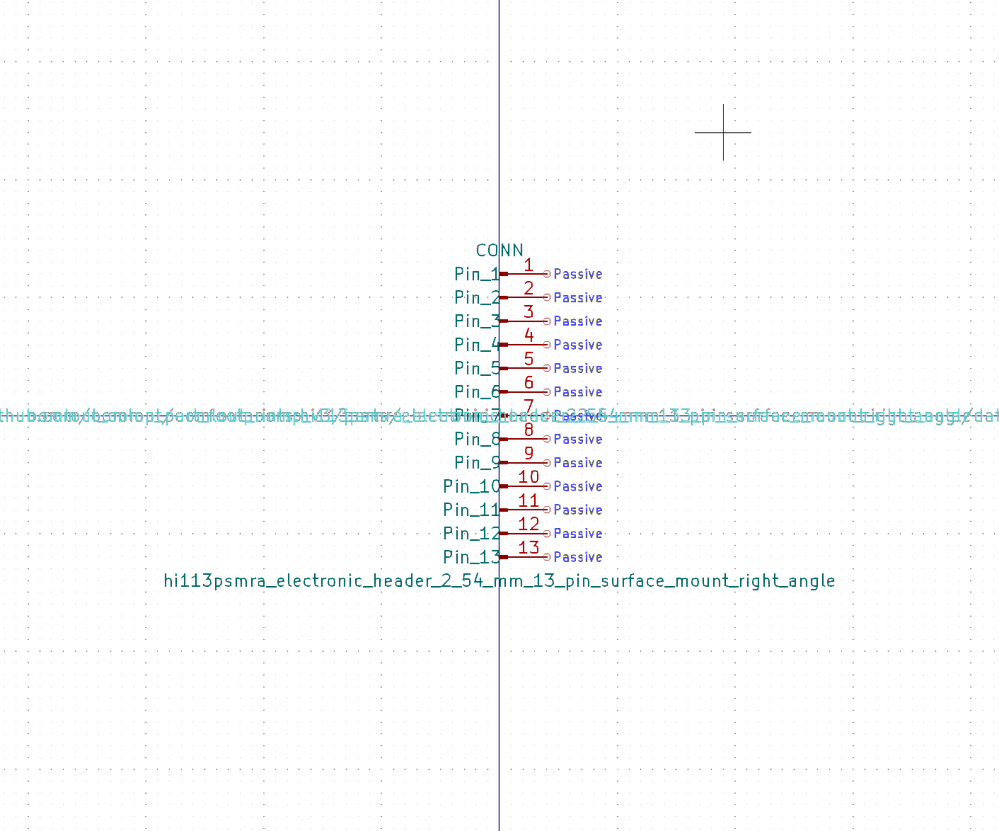 CONN
Pin_1 1 Passive
Pin_2 2 Passive
Pin_3 3 Passive
Pin_4 4 Passive
Pin_5 5 Passive
Pin_6 6 Passive
Pin_7 7 Passive
Pin_8 8 Passive
Pin_9 9 Passive
Pin_10 10 Passive
Pin_11 11 Passive
Pin_12 12 Passive
Pin_13 13 Passive
hi113psmra_electronic_header_2_54_mm_13_pin_surface_mount_right_angle